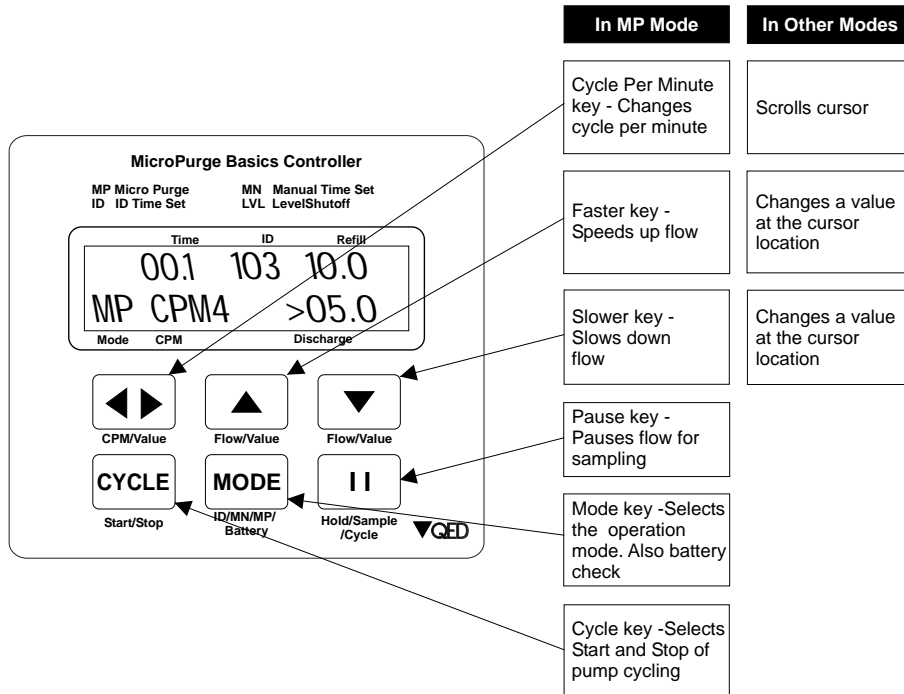 In MP Mode
In Other Modes
Cycle Per Minute
key - Changes
cycle per minute
Scrolls cursor
Faster key -
Speeds up flow
Changes a value
at the cursor
location
Slower key -
Slows down
flow
Changes a value
at the cursor
location
Pause key -
Pauses flow for
sampling
Mode key -Selects
the operation
mode. Also battery
check
Cycle key -Selects
Start and Stop of
pump cycling
MicroPurge Basics Controller
MP Micro Purge MN Manual Time Set
ID ID Time Set LVL LevelShutoff
Time ID Refill
00.1 103 10.0
MP CPM4 >05.0
Mode CPM Discharge
CPM/Value Flow/Value Flow/Value
CYCLE MODE II
Start/Stop
ID/MN/MP/
Battery
Hold/Sample
/Cycle
QED